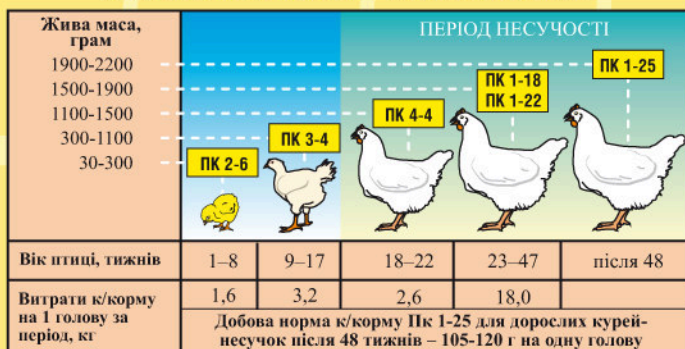 Жива маса,
грам
1900-2200
1500-1900
1100-1500
300-1100
30-300
ПЕРІОД НЕСУЧОСТІ
ПК 2-6
ПК 3-4
ПК 4-4
ПК 1-18
ПК 1-22
ПК 1-25
Вік птиці, тижнів 1–8 9–17 18–22 23–47 після 48
Витрати к/корму
на 1 голову за
період, кг
1,6 3,2 2,6 18,0
Добова норма к/корму Пк 1-25 для дорослих курей-
несучок після 48 тижнів – 105-120 г на одну голову